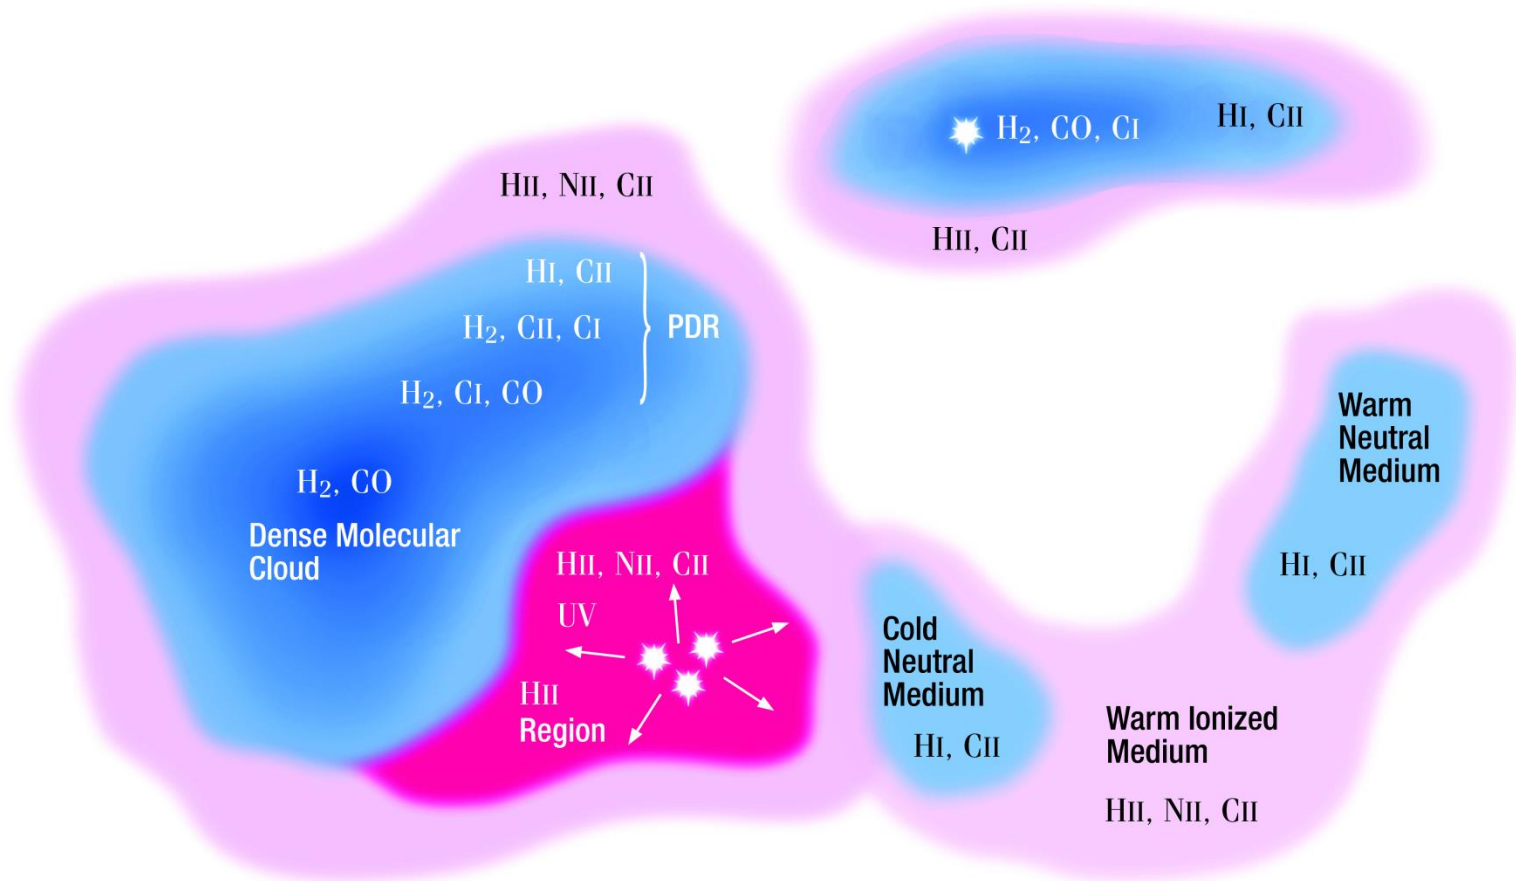 H₂, CO, CI
HI, CII
HII, NII, CII
HII, CII
HI, CII
H₂, CII, CI
PDR
H₂, CI, CO
H₂, CO
Dense Molecular
Cloud
HII, NII, CII
UV
HII
Region
Warm
Neutral
Medium
HI, CII
Cold
Neutral
Medium
HI, CII
Warm Ionized
Medium
HII, NII, CII